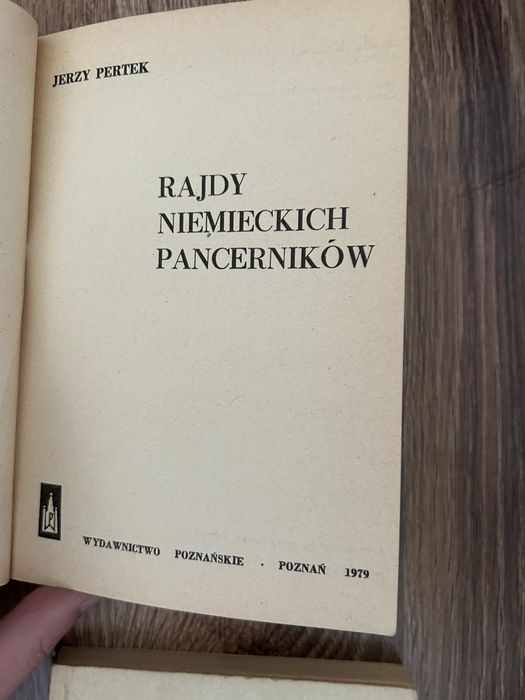 JERZY PERTEK
RAJDY
NIEMIECKICH
PANCERNIKÓW
WYDAWNICTWO POZNAŃSKIE · POZNAŃ 1979